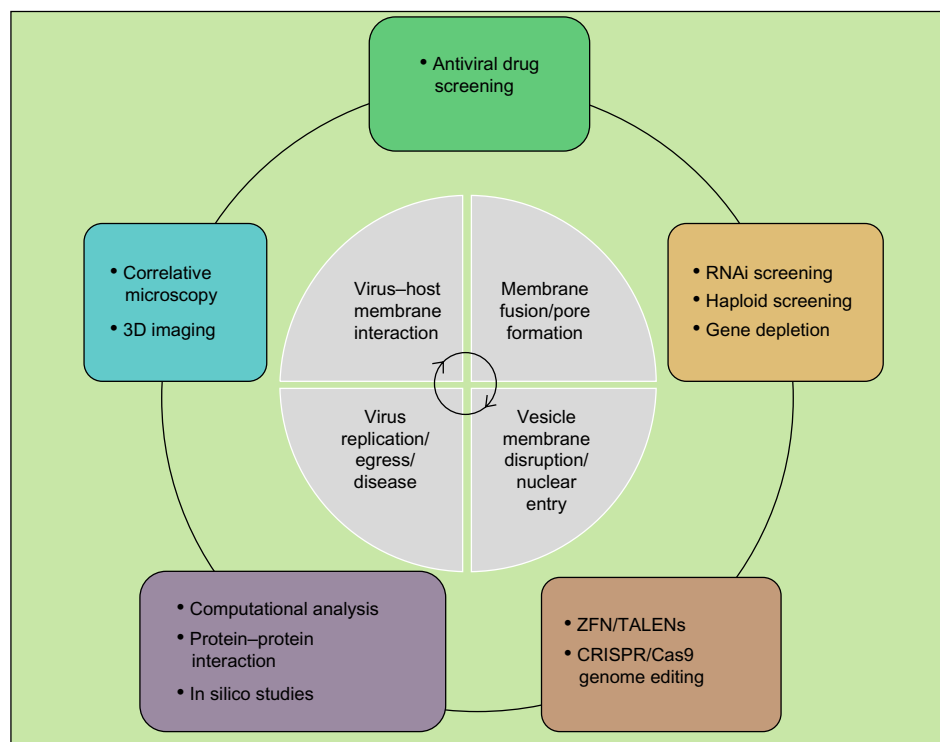 • Antiviral drug
screening
• Correlative
microscopy
• 3D imaging
Virus–host
membrane
interaction
Membrane
fusion/pore
formation
• RNAi screening
• Haploid screening
• Gene depletion
Virus
replication/
egress/
disease
Vesicle
membrane
disruption/
nuclear
entry
• Computational analysis
• Protein–protein
interaction
• In silico studies
• ZFN/TALENs
• CRISPR/Cas9
genome editing